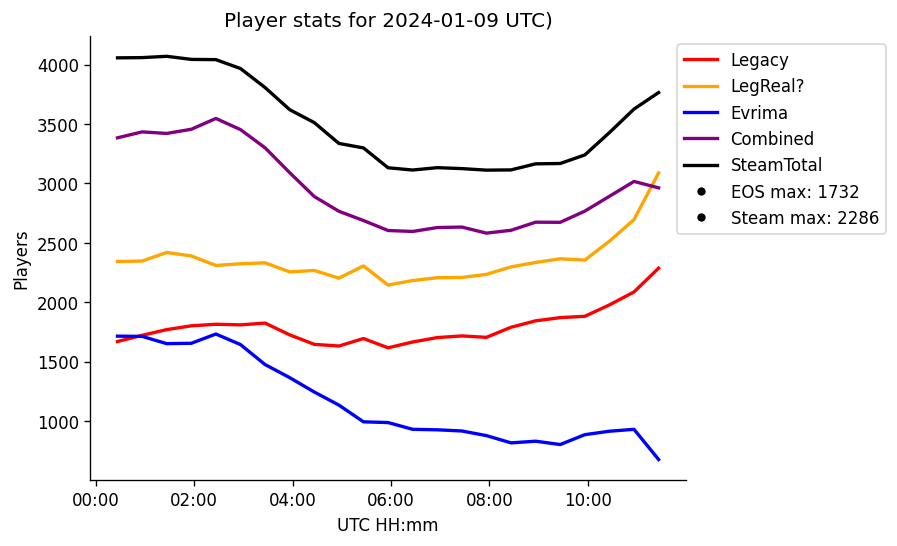 Player stats for 2024-01-09 UTC)
Legacy
LegReal?
Evrima
Combined
SteamTotal
EOS max: 1732
Steam max: 2286
4000
3500
3000
2500
2000
1500
1000
Players
00:00 02:00 04:00 06:00 08:00 10:00
UTC HH:mm